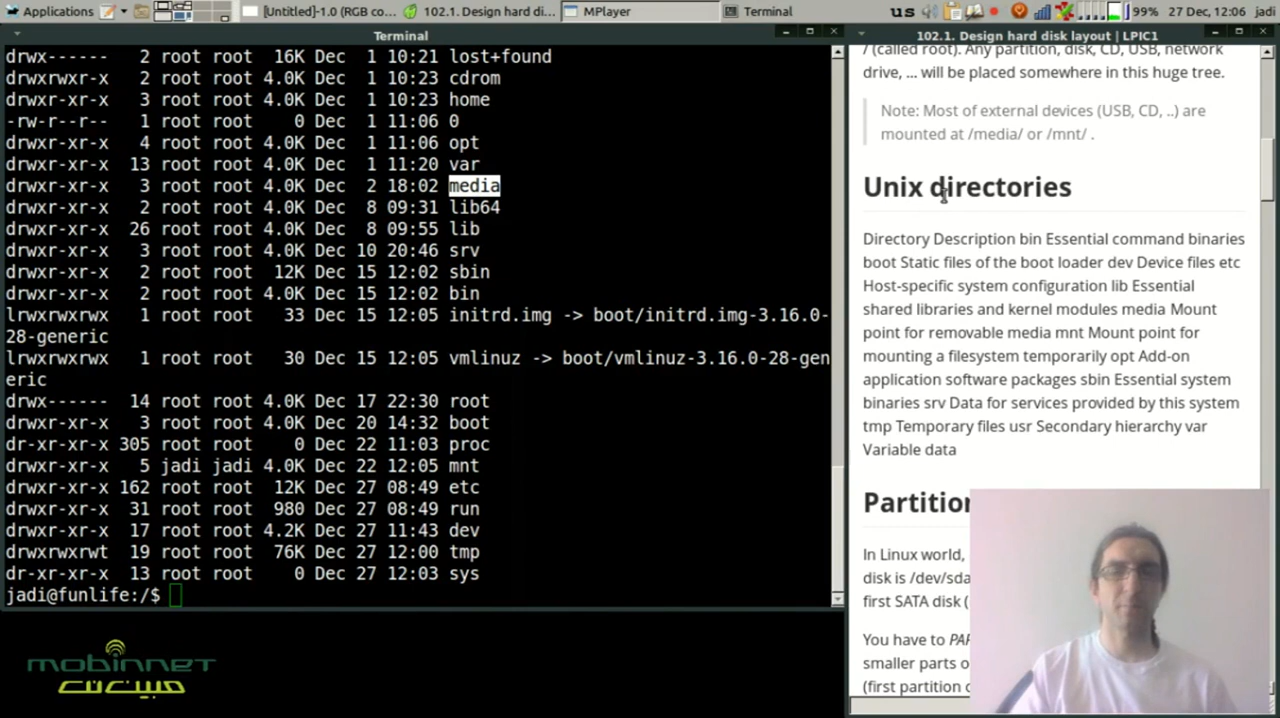 Applications
[Untitled]-1.0 (RGB co...
102.1. Design hard di...
MPlayer
Terminal
us
99%
27 Dec, 12:06
jadi
Terminal
drwx------ 2 root root 16K Dec 1 10:21 lost+found
drwxrwxr-x 2 root root 4.0K Dec 1 10:23 cdrom
drwxr-xr-x 3 root root 4.0K Dec 1 10:23 home
-rw-r--r-- 1 root root 0 Dec 1 11:06 0
drwxr-xr-x 4 root root 4.0K Dec 1 11:06 opt
drwxr-xr-x 13 root root 4.0K Dec 1 11:20 var
drwxr-xr-x 3 root root 4.0K Dec 2 18:02 media
drwxr-xr-x 2 root root 4.0K Dec 8 09:31 lib64
drwxr-xr-x 26 root root 4.0K Dec 8 09:55 lib
drwxr-xr-x 3 root root 4.0K Dec 10 20:46 srv
drwxr-xr-x 2 root root 12K Dec 15 12:02 sbin
drwxr-xr-x 2 root root 4.0K Dec 15 12:02 bin
lrwxrwxrwx 1 root root 33 Dec 15 12:05 initrd.img -> boot/initrd.img-3.16.0-
28-generic
lrwxrwxrwx 1 root root 30 Dec 15 12:05 vmlinuz -> boot/vmlinuz-3.16.0-28-gen
eric
drwx------ 14 root root 4.0K Dec 17 22:30 root
drwxr-xr-x 3 root root 4.0K Dec 20 14:32 boot
dr-xr-xr-x 305 root root 0 Dec 22 11:03 proc
drwxr-xr-x 5 jadi jadi 4.0K Dec 22 12:05 mnt
drwxr-xr-x 162 root root 12K Dec 27 08:49 etc
drwxr-xr-x 31 root root 980 Dec 27 08:49 run
drwxr-xr-x 17 root root 4.2K Dec 27 11:43 dev
drwxrwxrwt 19 root root 76K Dec 27 12:00 tmp
dr-xr-xr-x 13 root root 0 Dec 27 12:03 sys
jadi@funlife:/$
mobinnet
مبین نت
102.1. Design hard disk layout | LPIC1
/ (called root). Any partition, disk, CD, USB, network
drive, ... will be placed somewhere in this huge tree.
Note: Most of external devices (USB, CD, ..) are
mounted at /media/ or /mnt/ .
Unix directories
Directory Description bin Essential command binaries
boot Static files of the boot loader dev Device files etc
Host-specific system configuration lib Essential
shared libraries and kernel modules media Mount
point for removable media mnt Mount point for
mounting a filesystem temporarily opt Add-on
application software packages sbin Essential system
binaries srv Data for services provided by this system
tmp Temporary files usr Secondary hierarchy var
Variable data
Partition
In Linux world,
disk is /dev/sda
first SATA disk (
You have to PAR
smaller parts o
(first partition